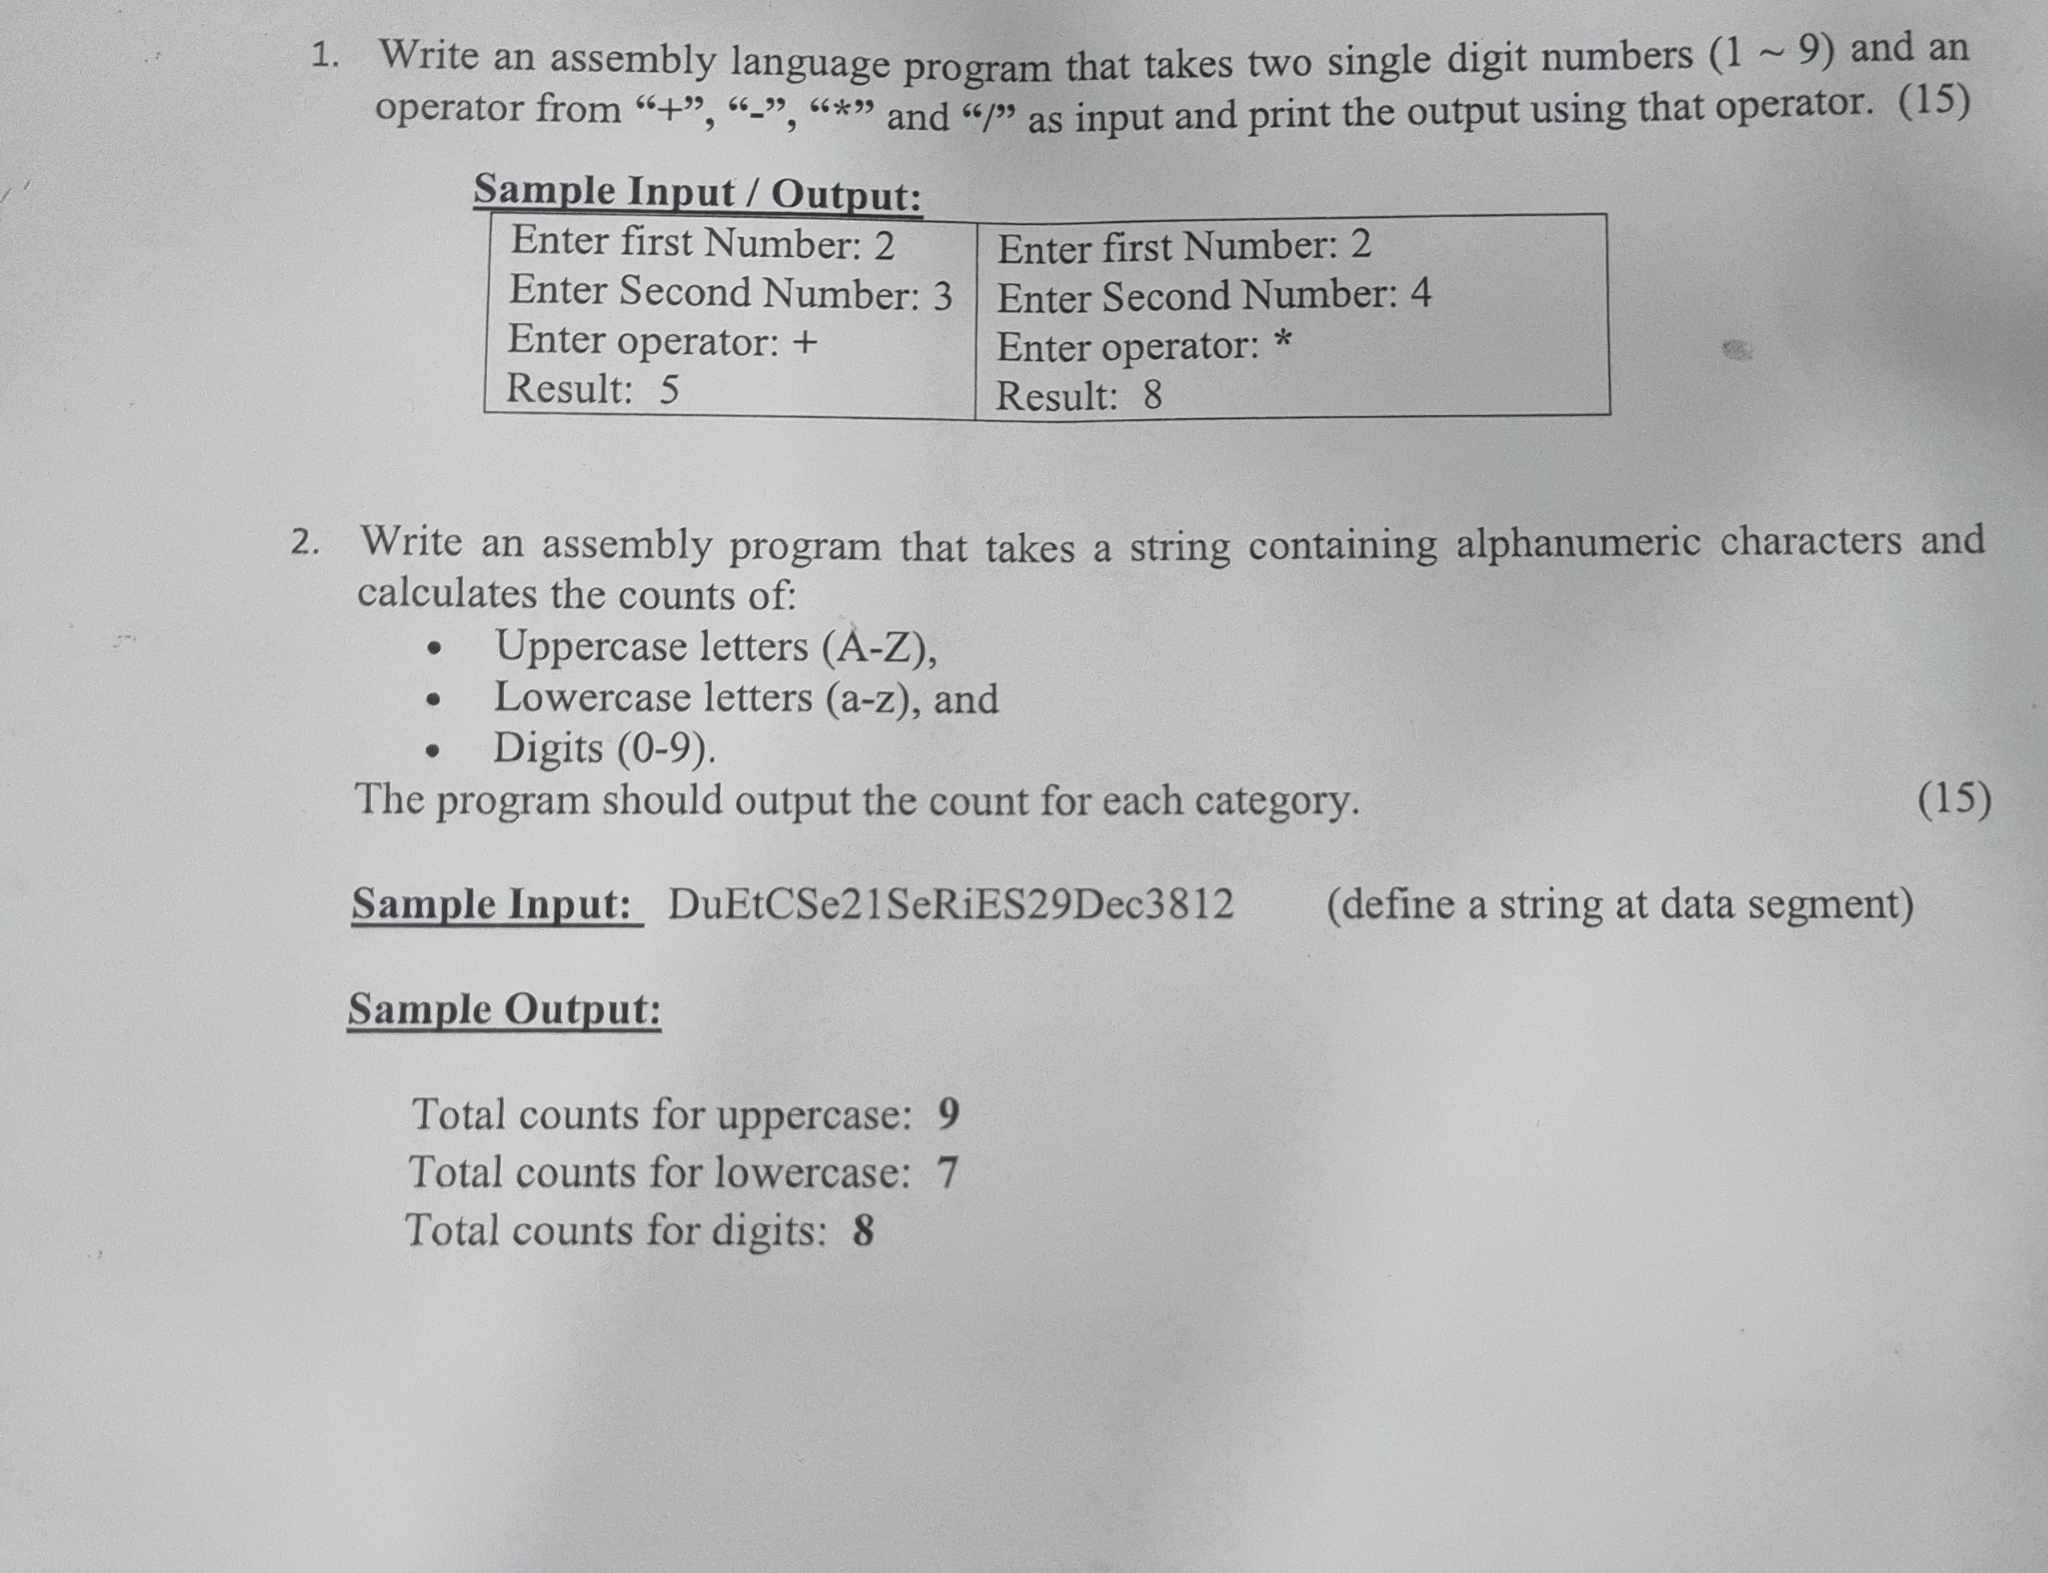 1. Write an assembly language program that takes two single digit numbers (1 ~ 9) and an
operator from “+”, “-”, “*” and “/” as input and print the output using that operator. (15)
Sample Input / Output:
Enter first Number: 2
Enter Second Number: 3
Enter operator: +
Result: 5
Enter first Number: 2
Enter Second Number: 4
Enter operator: *
Result: 8
2. Write an assembly program that takes a string containing alphanumeric characters and
calculates the counts of:
• Uppercase letters (A-Z),
• Lowercase letters (a-z), and
• Digits (0-9).
The program should output the count for each category. (15)
Sample Input: DuEtCSe21SeRiES29Dec3812 (define a string at data segment)
Sample Output:
Total counts for uppercase: 9
Total counts for lowercase: 7
Total counts for digits: 8